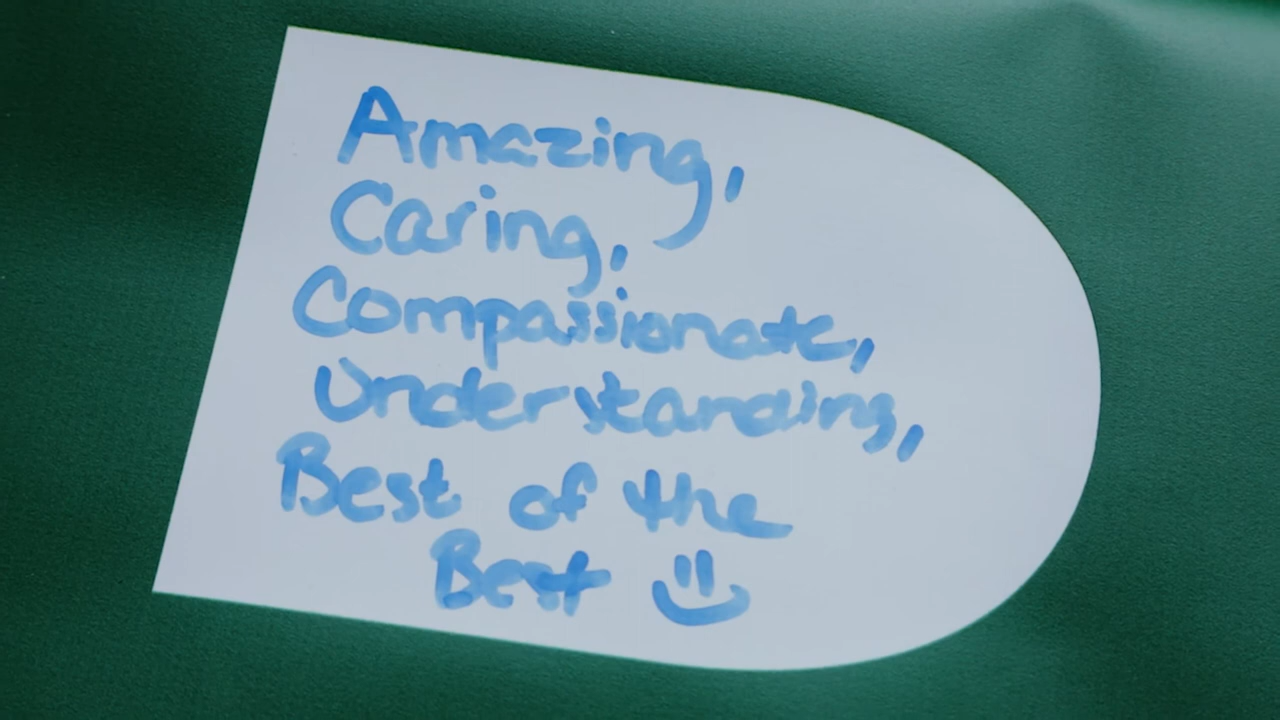 Amazing,
Caring,
Compassionate,
Understanding,
Best of the
Best